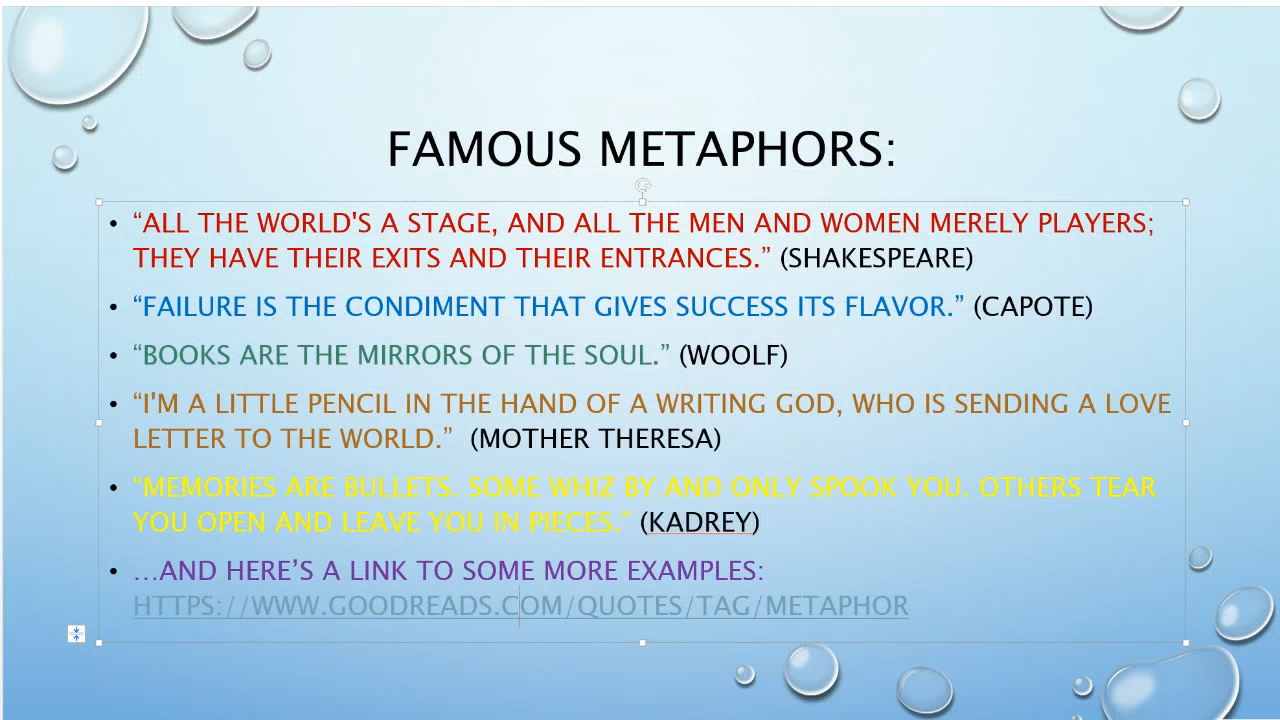 FAMOUS METAPHORS:
• “ALL THE WORLD'S A STAGE, AND ALL THE MEN AND WOMEN MERELY PLAYERS;
THEY HAVE THEIR EXITS AND THEIR ENTRANCES.” (SHAKESPEARE)
• “FAILURE IS THE CONDIMENT THAT GIVES SUCCESS ITS FLAVOR.” (CAPOTE)
• “BOOKS ARE THE MIRRORS OF THE SOUL.” (WOOLF)
• “I'M A LITTLE PENCIL IN THE HAND OF A WRITING GOD, WHO IS SENDING A LOVE
LETTER TO THE WORLD.” (MOTHER THERESA)
• “MEMORIES ARE BULLETS. SOME WHIZ BY AND ONLY SPOOK YOU. OTHERS TEAR
YOU OPEN AND LEAVE YOU IN PIECES.” (KADREY)
• …AND HERE’S A LINK TO SOME MORE EXAMPLES:
HTTPS://WWW.GOODREADS.COM/QUOTES/TAG/METAPHOR